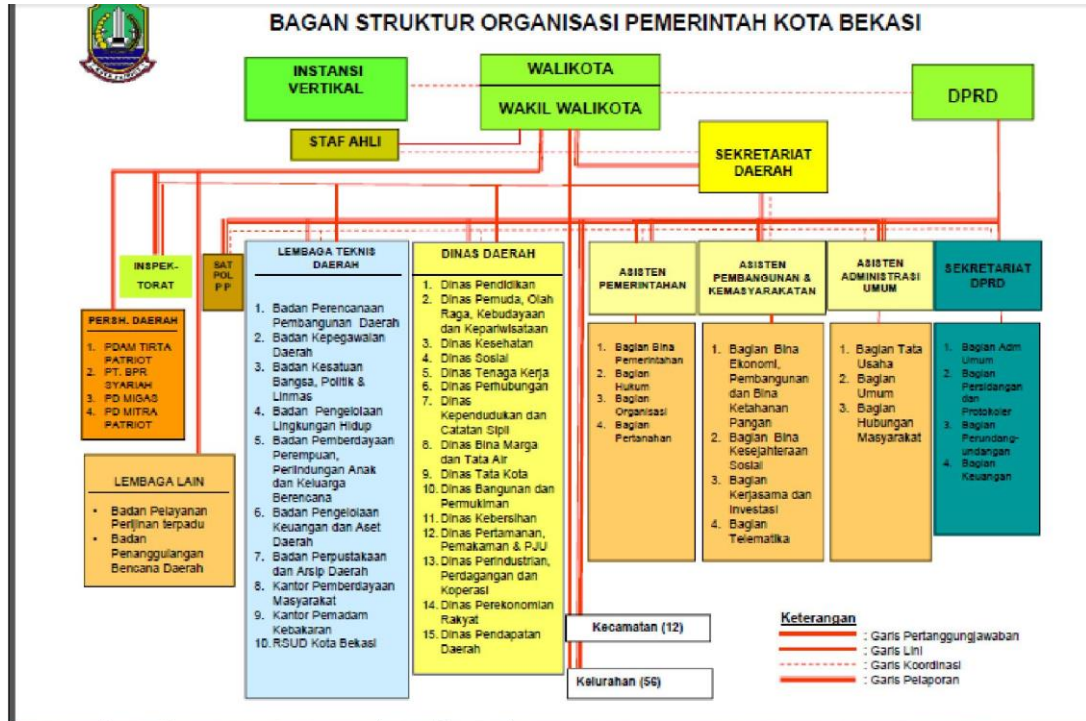 BAGAN STRUKTUR ORGANISASI PEMERINTAH KOTA BEKASI
INSTANSI
VERTIKAL
WALIKOTA
WAKIL WALIKOTA
DPRD
STAF AHLI
SEKRETARIAT
DAERAH
INSPEK-
TORAT
SAT
POL
P P
PERSH. DAERAH
1. PDAM TIRTA
PATRIOT
2. PT. BPR
SYARIAH
3. PD MIGAS
4. PD MITRA
PATRIOT
LEMBAGA LAIN
• Badan Pelayanan
Perijinan terpadu
• Badan
Penanggulangan
Bencana Daerah
LEMBAGA TEKNIS
DAERAH
1. Badan Perencanaan
Pembangunan Daerah
2. Badan Kepegawaian
Daerah
3. Badan Kesatuan
Bangsa, Politik &
Linmas
4. Badan Pengelolaan
Lingkungan Hidup
5. Badan Pemberdayaan
Perempuan,
Perlindungan Anak
dan Keluarga
Berencana
6. Badan Pengelolaan
Keuangan dan Aset
Daerah
7. Badan Perpustakaan
dan Arsip Daerah
8. Kantor Pemberdayaan
Masyarakat
9. Kantor Pemadam
Kebakaran
10. RSUD Kota Bekasi
DINAS DAERAH
1. Dinas Pendidikan
2. Dinas Pemuda, Olah
Raga, Kebudayaan
dan Kepariwisataan
3. Dinas Kesehatan
4. Dinas Sosial
5. Dinas Tenaga Kerja
6. Dinas Perhubungan
7. Dinas
Kependudukan dan
Catatan Sipil
8. Dinas Bina Marga
dan Tata Air
9. Dinas Tata Kota
10. Dinas Bangunan dan
Permukiman
11. Dinas Kebersihan
12. Dinas Pertamanan,
Pemakaman & PJU
13. Dinas Perindustrian,
Perdagangan dan
Koperasi
14. Dinas Perekonomian
Rakyat
15. Dinas Pendapatan
Daerah
ASISTEN
PEMERINTAHAN
1. Bagian Bina
Pemerintahan
2. Bagian
Hukum
3. Bagian
Organisasi
4. Bagian
Pertanahan
ASISTEN
PEMBANGUNAN &
KEMASYARAKATAN
1. Bagian Bina
Ekonomi,
Pembangunan
dan Bina
Ketahanan
Pangan
2. Bagian Bina
Kesejahteraan
Sosial
3. Bagian
Kerjasama dan
Investasi
4. Bagian
Telematika
ASISTEN
ADMINISTRASI
UMUM
1. Bagian Tata
Usaha
2. Bagian
Umum
3. Bagian
Hubungan
Masyarakat
SEKRETARIAT
DPRD
1. Bagian Adm
Umum
2. Bagian
Persidangan
dan
Protokoler
3. Bagian
Perundang-
undangan
4. Bagian
Keuangan
Kecamatan (12)
Kelurahan (56)
Keterangan
: Garis Pertanggungjawaban
: Garis Lini
: Garis Koordinasi
: Garis Pelaporan